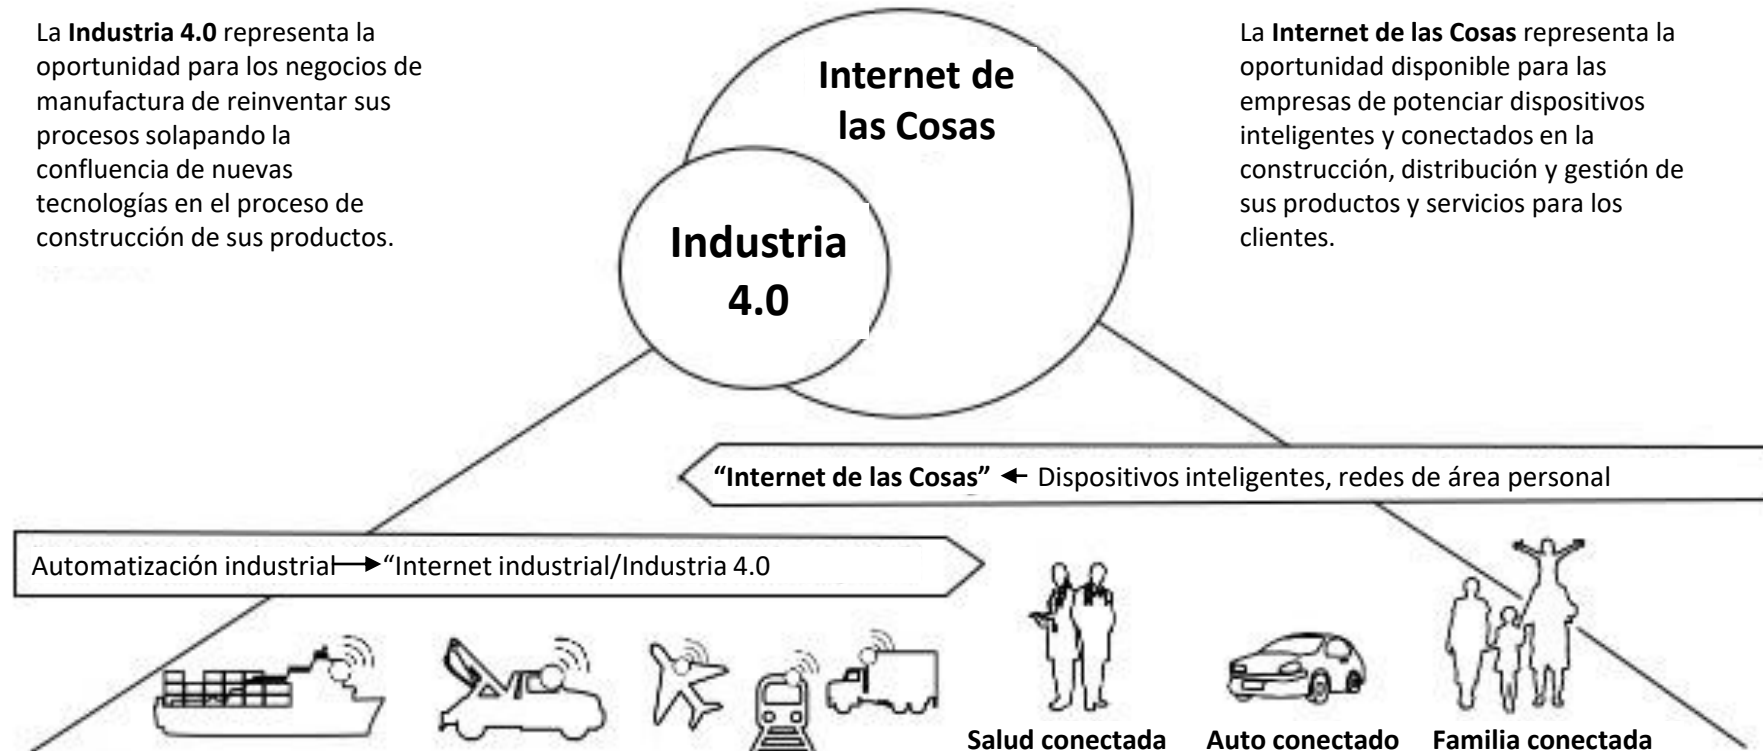 La Industria 4.0 representa la
oportunidad para los negocios de
manufactura de reinventar sus
procesos solapando la
confluencia de nuevas
tecnologías en el proceso de
construcción de sus productos.
Internet de
las Cosas
Industria
4.0
La Internet de las Cosas representa la
oportunidad disponible para las
empresas de potenciar dispositivos
inteligentes y conectados en la
construcción, distribución y gestión de
sus productos y servicios para los
clientes.
“Internet de las Cosas” ← Dispositivos inteligentes, redes de área personal
Automatización industrial → “Internet industrial/Industria 4.0
Salud conectada
Auto conectado
Familia conectada